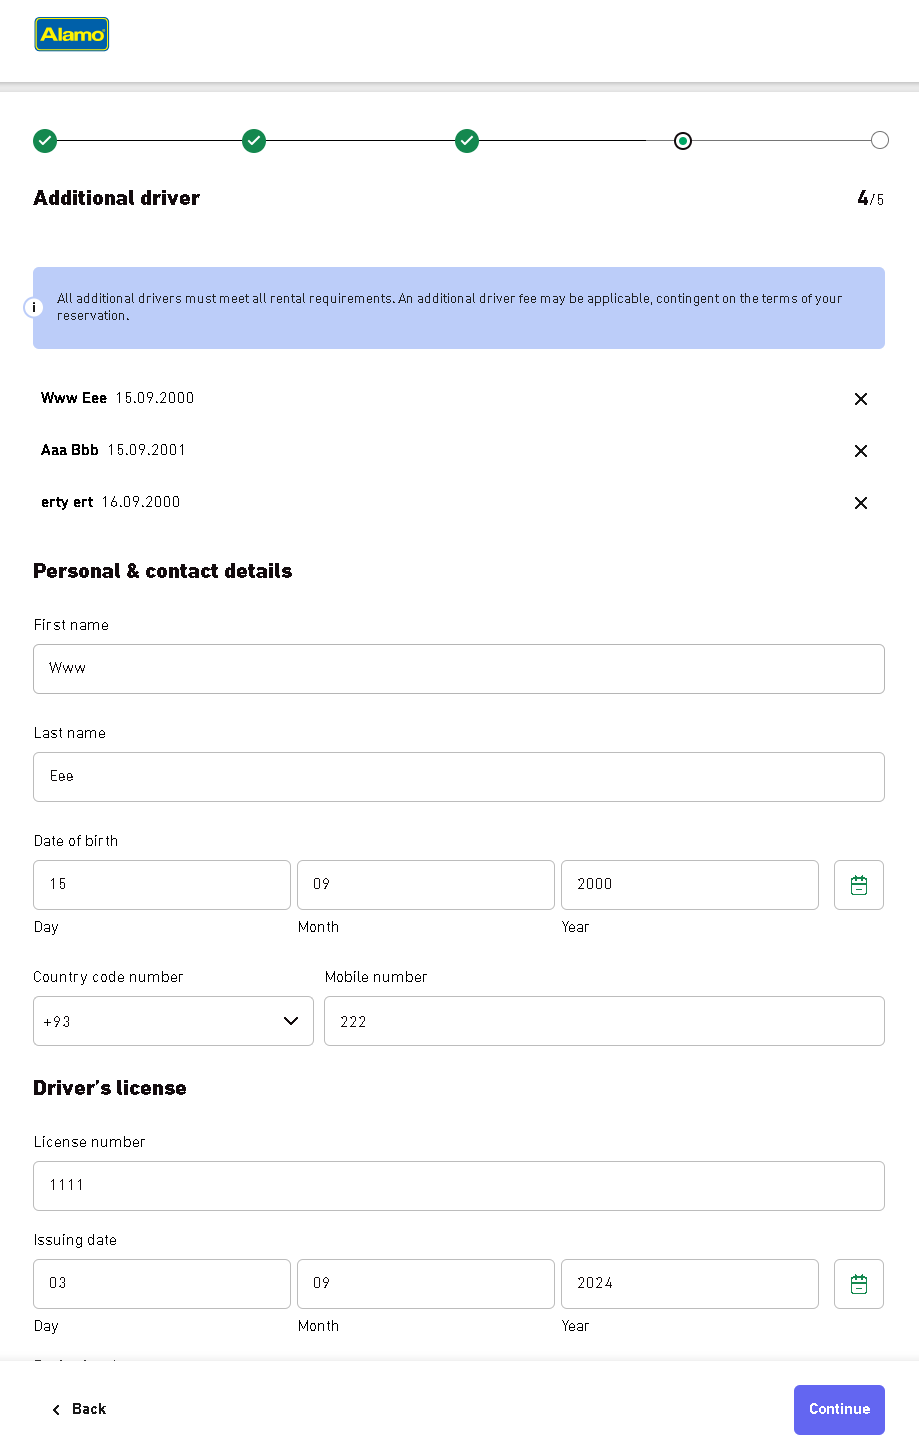 Alamo
Additional driver
4/5
i
All additional drivers must meet all rental requirements. An additional driver fee may be applicable, contingent on the terms of your
reservation.
Www Eee 15.09.2000
Aaa Bbb 15.09.2001
erty ert 16.09.2000
Personal & contact details
First name
Www
Last name
Eee
Date of birth
15 09 2000
Day Month Year
Country code number Mobile number
+93 222
Driver's license
License number
1111
Issuing date
03 09 2024
Day Month Year
Back Continue